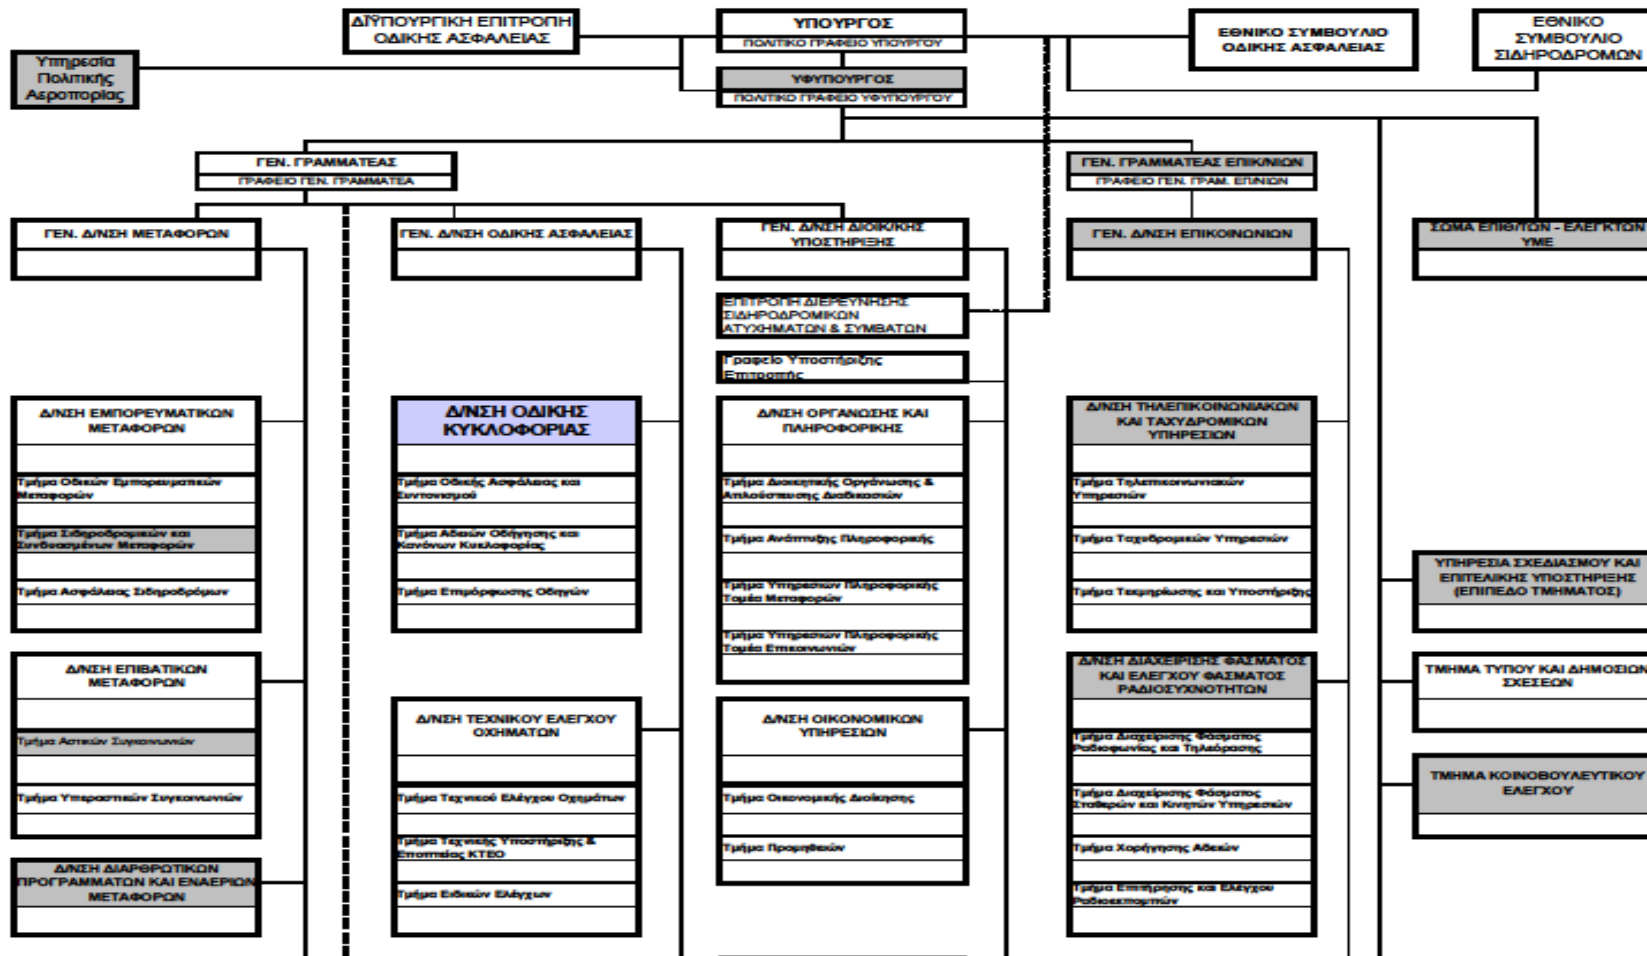 ΔΙΫΠΟΥΡΓΙΚΗ ΕΠΙΤΡΟΠΗ
ΟΔΙΚΗΣ ΑΣΦΑΛΕΙΑΣ
ΥΠΟΥΡΓΟΣ
ΠΟΛΙΤΙΚΟ ΓΡΑΦΕΙΟ ΥΠΟΥΡΓΟΥ
ΕΘΝΙΚΟ ΣΥΜΒΟΥΛΙΟ
ΟΔΙΚΗΣ ΑΣΦΑΛΕΙΑΣ
ΕΘΝΙΚΟ
ΣΥΜΒΟΥΛΙΟ
ΣΙΔΗΡΟΔΡΟΜΩΝ
Υπηρεσία
Πολιτικής
Αεροπορίας
ΥΦΥΠΟΥΡΓΟΣ
ΠΟΛΙΤΙΚΟ ΓΡΑΦΕΙΟ ΥΦΥΠΟΥΡΓΟΥ
ΓΕΝ. ΓΡΑΜΜΑΤΕΑΣ
ΓΡΑΦΕΙΟ ΓΕΝ. ΓΡΑΜΜΑΤΕΑ
ΓΕΝ. ΓΡΑΜΜΑΤΕΑΣ ΕΠΙΚ/ΝΙΩΝ
ΓΡΑΦΕΙΟ ΓΕΝ. ΓΡΑΜ. ΕΠ/ΝΙΩΝ
ΓΕΝ. Δ/ΝΣΗ ΜΕΤΑΦΟΡΩΝ
ΓΕΝ. Δ/ΝΣΗ ΟΔΙΚΗΣ ΑΣΦΑΛΕΙΑΣ
ΓΕΝ. Δ/ΝΣΗ ΔΙΟΙΚ/ΚΗΣ
ΥΠΟΣΤΗΡΙΞΗΣ
ΓΕΝ. Δ/ΝΣΗ ΕΠΙΚΟΙΝΩΝΙΩΝ
ΣΩΜΑ ΕΠΙΘ/ΤΩΝ - ΕΛΕΓΚΤΩΝ
ΥΜΕ
ΕΠΙΤΡΟΠΗ ΔΙΕΡΕΥΝΗΣΗΣ
ΣΙΔΗΡΟΔΡΟΜΙΚΩΝ
ΑΤΥΧΗΜΑΤΩΝ & ΣΥΜΒΑΤΩΝ
Γραφείο Υποστήριξης
Επιτροπής
Δ/ΝΣΗ ΕΜΠΟΡΕΥΜΑΤΙΚΩΝ
ΜΕΤΑΦΟΡΩΝ
Τμήμα Οδικών Εμπορευματικών
Μεταφορών
Τμήμα Σιδηροδρομικών και
Συνδυασμένων Μεταφορών
Τμήμα Ασφάλειας Σιδηροδρόμων
Δ/ΝΣΗ ΕΠΙΒΑΤΙΚΩΝ
ΜΕΤΑΦΟΡΩΝ
Τμήμα Αστικών Συγκοινωνιών
Τμήμα Υπεραστικών Συγκοινωνιών
Δ/ΝΣΗ ΔΙΑΡΘΡΩΤΙΚΩΝ
ΠΡΟΓΡΑΜΜΑΤΩΝ ΚΑΙ ΕΝΑΕΡΙΩΝ
ΜΕΤΑΦΟΡΩΝ
Δ/ΝΣΗ ΟΔΙΚΗΣ
ΚΥΚΛΟΦΟΡΙΑΣ
Τμήμα Οδικής Ασφάλειας και
Συντονισμού
Τμήμα Αδειών Οδήγησης και
Κανόνων Κυκλοφορίας
Τμήμα Επιμόρφωσης Οδηγών
Δ/ΝΣΗ ΤΕΧΝΙΚΟΥ ΕΛΕΓΧΟΥ
ΟΧΗΜΑΤΩΝ
Τμήμα Τεχνικού Ελέγχου Οχημάτων
Τμήμα Τεχνικής Υποστήριξης &
Εποπτείας ΚΤΕΟ
Τμήμα Ειδικών Ελέγχων
Δ/ΝΣΗ ΟΡΓΑΝΩΣΗΣ ΚΑΙ
ΠΛΗΡΟΦΟΡΙΚΗΣ
Τμήμα Διοικητικής Οργάνωσης &
Απλούστευσης Διαδικασιών
Τμήμα Ανάπτυξης Πληροφορικής
Τμήμα Υπηρεσιών Πληροφορικής
Τομέα Μεταφορών
Τμήμα Υπηρεσιών Πληροφορικής
Τομέα Επικοινωνιών
Δ/ΝΣΗ ΟΙΚΟΝΟΜΙΚΩΝ
ΥΠΗΡΕΣΙΩΝ
Τμήμα Οικονομικής Διοίκησης
Τμήμα Προμηθειών
Δ/ΝΣΗ ΤΗΛΕΠΙΚΟΙΝΩΝΙΑΚΩΝ
ΚΑΙ ΤΑΧΥΔΡΟΜΙΚΩΝ
ΥΠΗΡΕΣΙΩΝ
Τμήμα Τηλεπικοινωνιακών
Υπηρεσιών
Τμήμα Ταχυδρομικών Υπηρεσιών
Τμήμα Τεκμηρίωσης και Υποστήριξης
Δ/ΝΣΗ ΔΙΑΧΕΙΡΙΣΗΣ ΦΑΣΜΑΤΟΣ
ΚΑΙ ΕΛΕΓΧΟΥ ΦΑΣΜΑΤΟΣ
ΡΑΔΙΟΣΥΧΝΟΤΗΤΩΝ
Τμήμα Διαχείρισης Φάσματος
Ραδιοφωνίας και Τηλεόρασης
Τμήμα Διαχείρισης Φάσματος
Σταθερών και Κινητών Υπηρεσιών
Τμήμα Χορήγησης Αδειών
Τμήμα Επιτήρησης και Ελέγχου
Ραδιοεκπομπών
ΥΠΗΡΕΣΙΑ ΣΧΕΔΙΑΣΜΟΥ ΚΑΙ
ΕΠΙΤΕΛΙΚΗΣ ΥΠΟΣΤΗΡΙΞΗΣ
(ΕΠΙΠΕΔΟ ΤΜΗΜΑΤΟΣ)
ΤΜΗΜΑ ΤΥΠΟΥ ΚΑΙ ΔΗΜΟΣΙΩΝ
ΣΧΕΣΕΩΝ
ΤΜΗΜΑ ΚΟΙΝΟΒΟΥΛΕΥΤΙΚΟΥ
ΕΛΕΓΧΟΥ